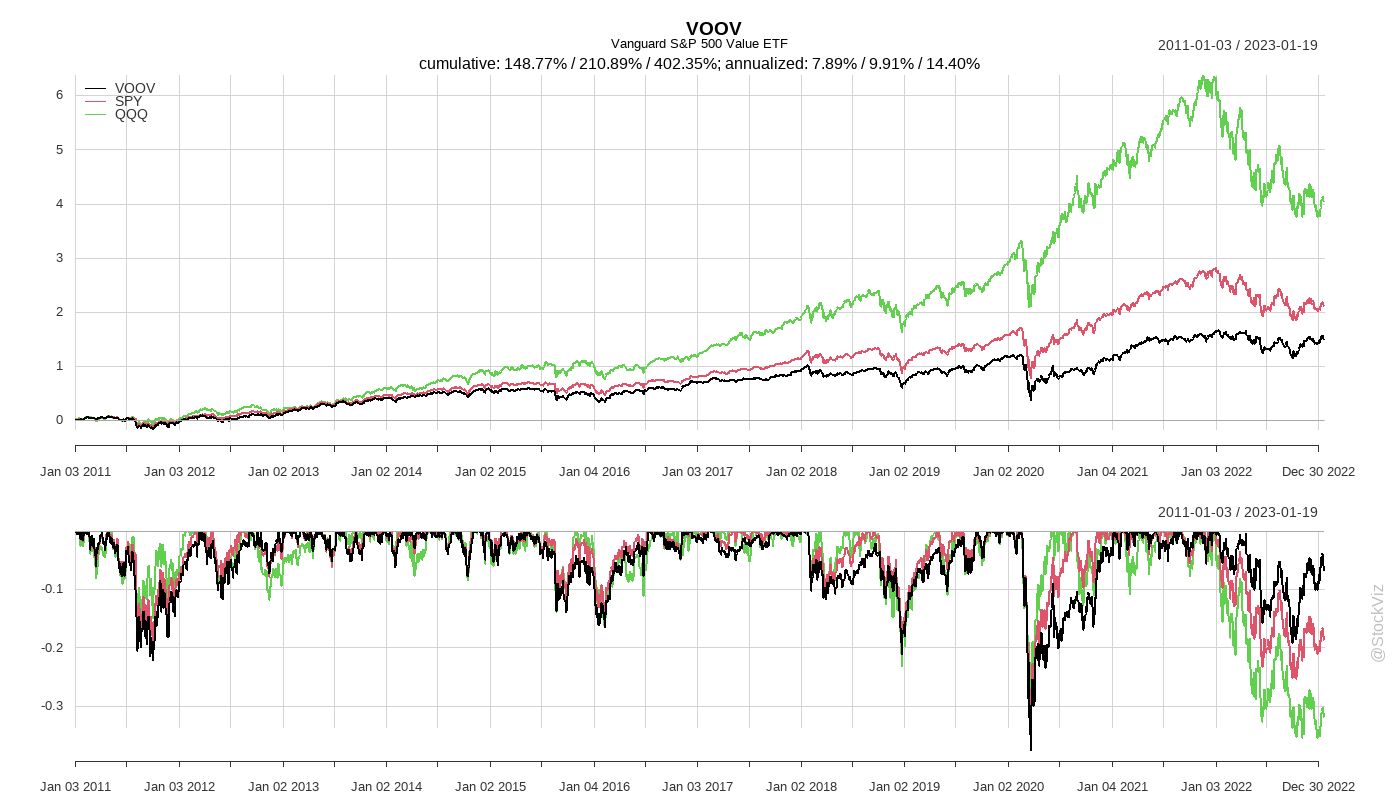 VOOV
Vanguard S&P 500 Value ETF
2011-01-03 / 2023-01-19
cumulative: 148.77% / 210.89% / 402.35%; annualized: 7.89% / 9.91% / 14.40%
VOOV
SPY
QQQ
6
5
4
3
2
1
0
Jan 03 2011 Jan 03 2012 Jan 02 2013 Jan 02 2014 Jan 02 2015 Jan 04 2016 Jan 03 2017 Jan 02 2018 Jan 02 2019 Jan 02 2020 Jan 04 2021 Jan 03 2022 Dec 30 2022
2011-01-03 / 2023-01-19
-0.1
-0.2
-0.3
Jan 03 2011 Jan 03 2012 Jan 02 2013 Jan 02 2014 Jan 02 2015 Jan 04 2016 Jan 03 2017 Jan 02 2018 Jan 02 2019 Jan 02 2020 Jan 04 2021 Jan 03 2022 Dec 30 2022
@StockViz